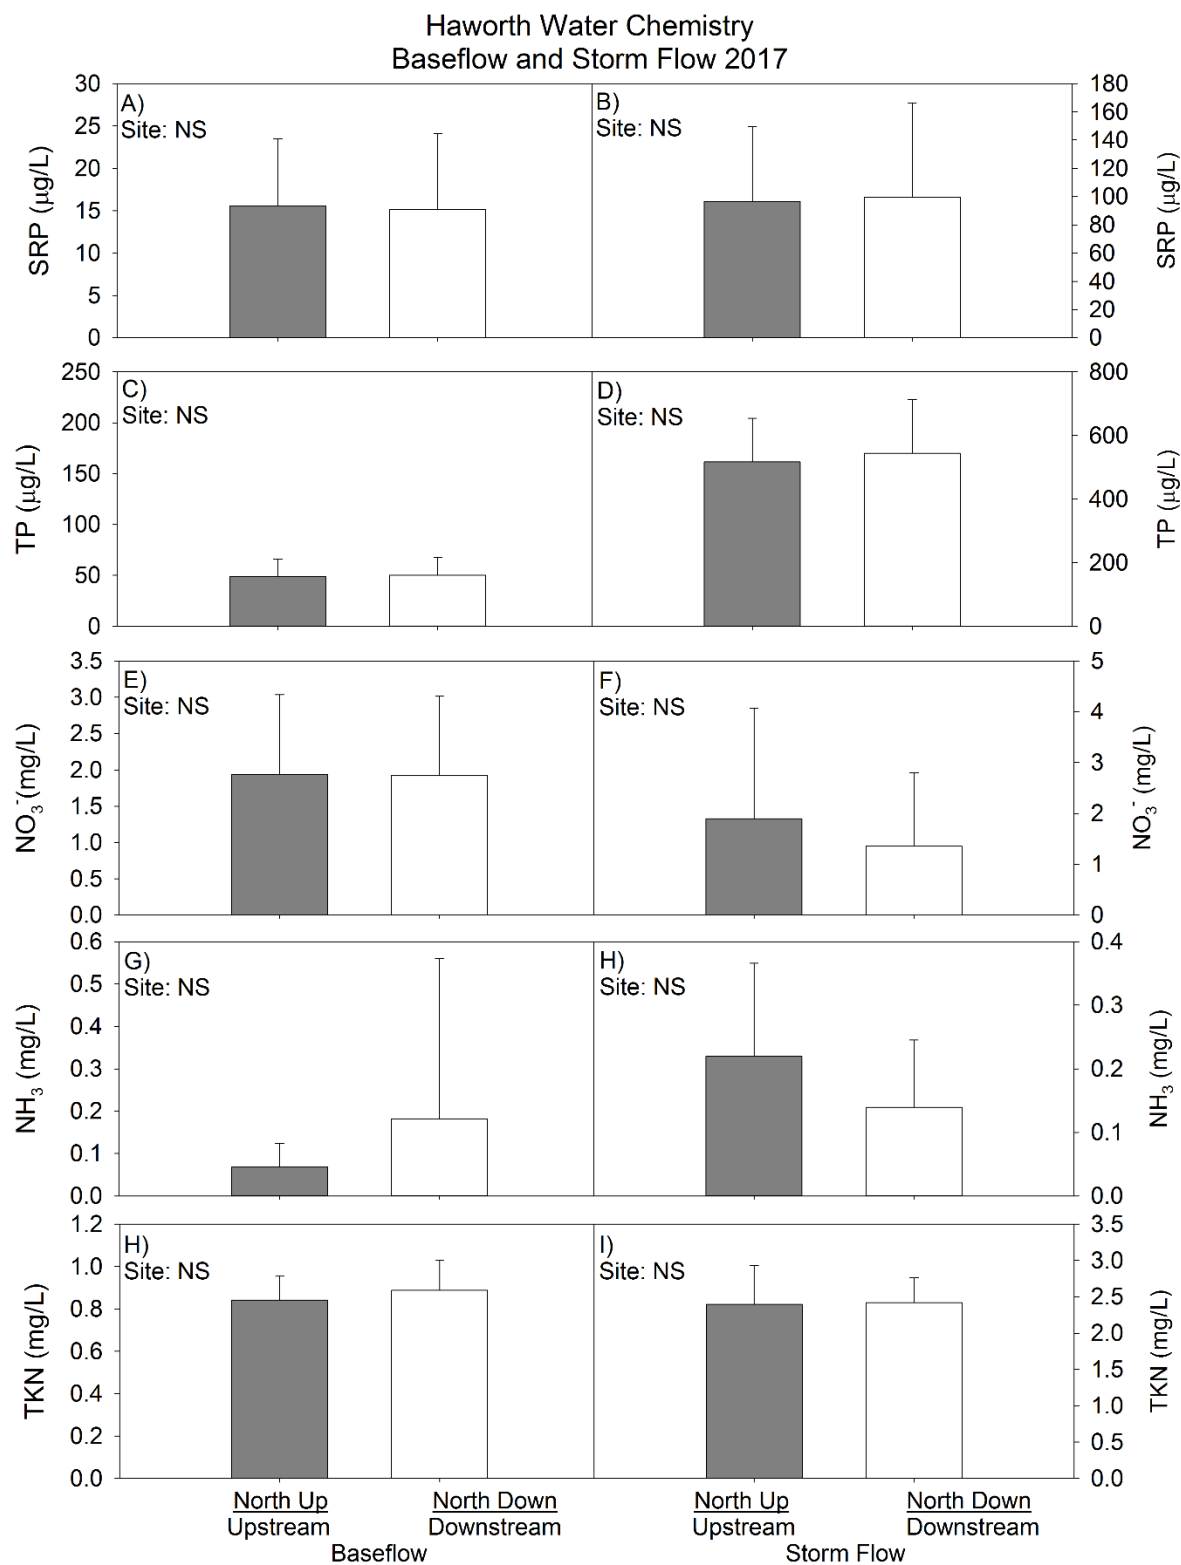 Haworth Water Chemistry
Baseflow and Storm Flow 2017
30
25
20
15
10
5
0
SRP (µg/L)
A)
Site: NS
B)
Site: NS
180
160
140
120
100
80
60
40
20
0
SRP (µg/L)
250
200
150
100
50
0
TP (µg/L)
C)
Site: NS
D)
Site: NS
800
600
400
200
0
TP (µg/L)
3.5
3.0
2.5
2.0
1.5
1.0
0.5
0.0
NO₃⁻(mg/L)
E)
Site: NS
F)
Site: NS
5
4
3
2
1
0
NO₃⁻ (mg/L)
0.6
0.5
0.4
0.3
0.2
0.1
0.0
NH₃ (mg/L)
G)
Site: NS
H)
Site: NS
0.4
0.3
0.2
0.1
0.0
NH₃ (mg/L)
1.2
1.0
0.8
0.6
0.4
0.2
0.0
TKN (mg/L)
H)
Site: NS
I)
Site: NS
3.5
3.0
2.5
2.0
1.5
1.0
0.5
0.0
TKN (mg/L)
North Up North Down North Up North Down
Upstream Downstream Upstream Downstream
Baseflow Storm Flow